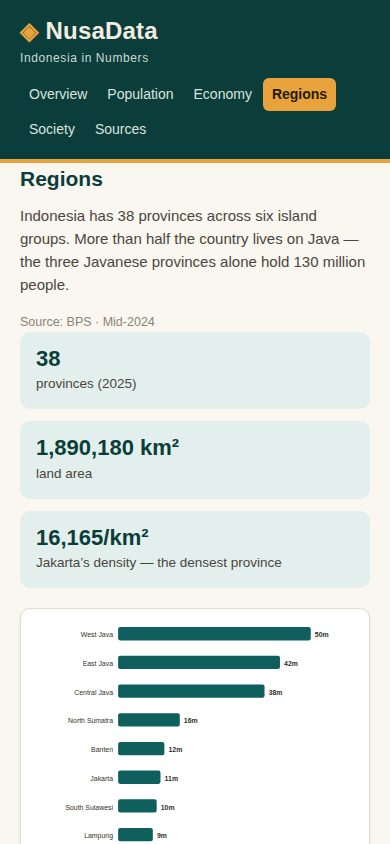 ◈ NusaData
Indonesia in Numbers
Overview Population Economy Regions
Society Sources
Regions
Indonesia has 38 provinces across six island
groups. More than half the country lives on Java —
the three Javanese provinces alone hold 130 million
people.
Source: BPS · Mid-2024
38
provinces (2025)
1,890,180 km²
land area
16,165/km²
Jakarta’s density — the densest province
West Java 50m
East Java 42m
Central Java 38m
North Sumatra 16m
Banten 12m
Jakarta 11m
South Sulawesi 10m
Lampung 9m